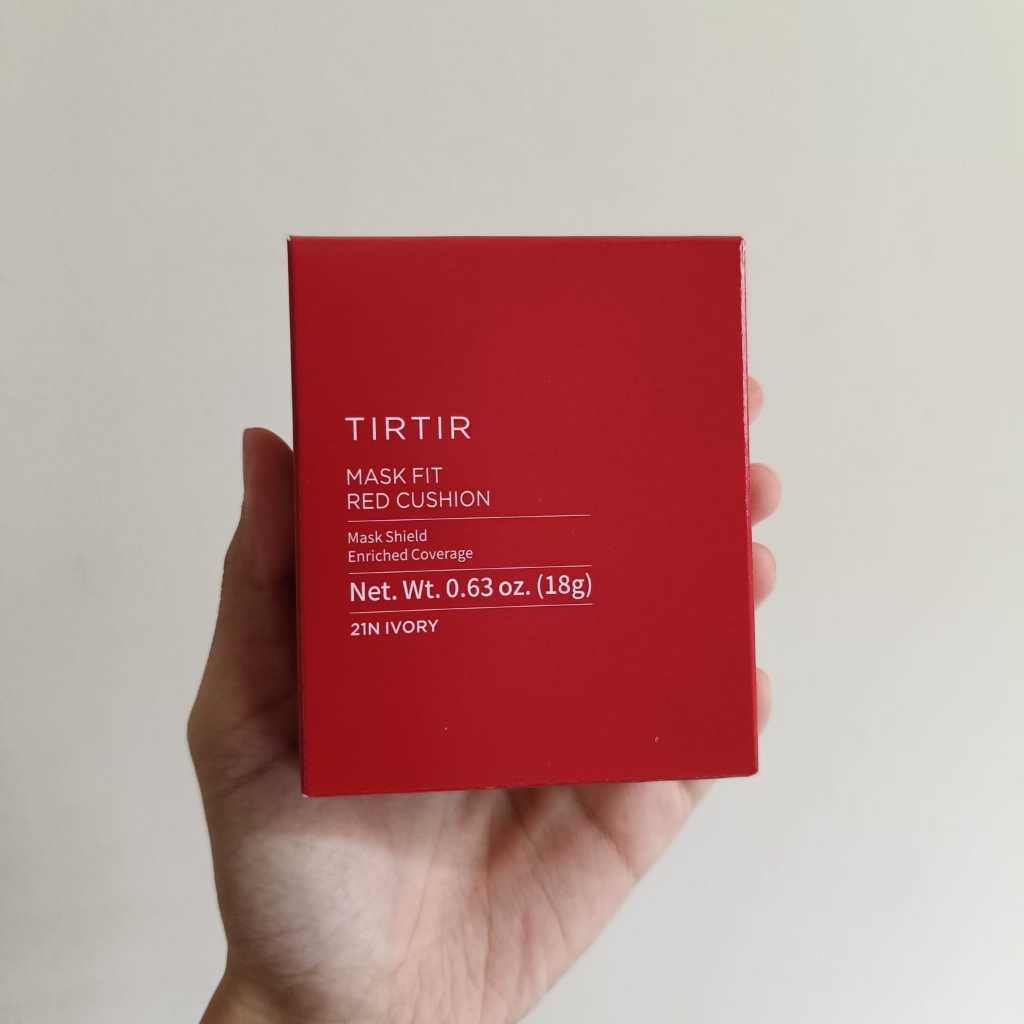 TIRTIR
MASK FIT
RED CUSHION
Mask Shield
Enriched Coverage
Net. Wt. 0.63 oz. (18g)
21N IVORY